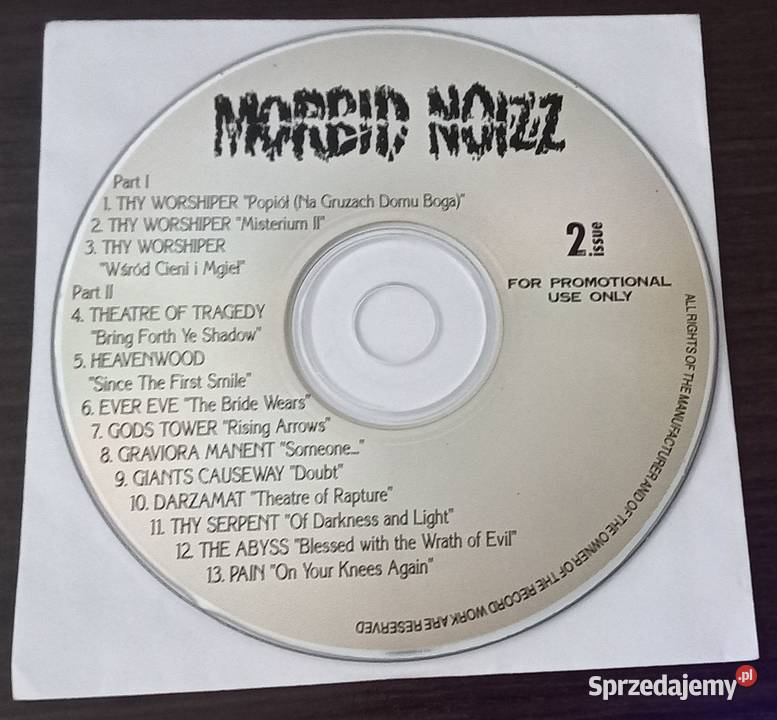 MORBID NOIZZ
Part I
1. THY WORSHIPER "Popiół (Na Gruzach Domu Boga)"
2. THY WORSHIPER "Misterium II"
3. THY WORSHIPER
"Wśród Cieni i Mgieł"
Part II
4. THEATRE OF TRAGEDY
"Bring Forth Ye Shadow"
5. HEAVENWOOD
"Since The First Smile"
6. EVER EVE "The Bride Wears"
7. GODS TOWER "Rising Arrows"
8. GRAVIORA MANENT "Someone..."
9. GIANTS CAUSEWAY "Doubt"
10. DARZAMAT "Theatre of Rapture"
11. THY SERPENT "Of Darkness and Light"
12. THE ABYSS "Blessed with the Wrath of Evil"
13. PAIN "On Your Knees Again"
2 issue
FOR PROMOTIONAL
USE ONLY
ALL RIGHTS OF THE MANUFACTURER AND OF THE OWNER OF THE RECORD WORK ARE RESERVED
Sprzedajemy.pl